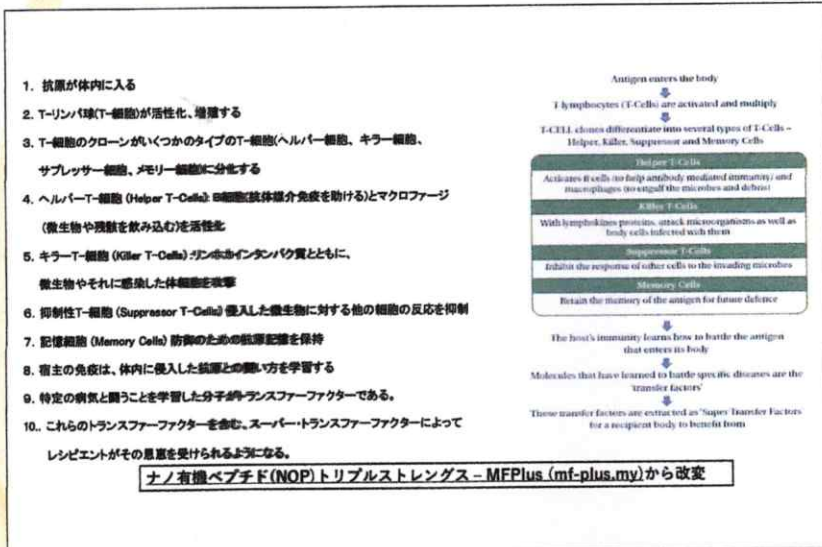 1. 抗原が体内に入る
2. T-リンパ球(T-細胞)が活性化、増殖する
3. T-細胞のクローンがいくつかのタイプのT-細胞(ヘルパー細胞、キラー細胞、
サプレッサー細胞、メモリー細胞)に分化する
4. ヘルパーT-細胞 (Helper T-Cells): B細胞(抗体媒介免疫を助ける)とマクロファージ
(微生物や残骸を飲み込む)を活性化
5. キラーT-細胞 (Killer T-Cells):リンホカインタンパク質とともに、
微生物やそれに感染した体細胞を攻撃
6. 抑制性T-細胞 (Suppressor T-Cells) 侵入した微生物に対する他の細胞の反応を抑制
7. 記憶細胞 (Memory Cells) 防御のための抗原記憶を保持
8. 宿主の免疫は、体内に侵入した抗原との闘い方を学習する
9. 特定の病気と闘うことを学習した分子がトランスファーファクターである。
10.. これらのトランスファーファクターを含む、スーパー・トランスファーファクターによって
レシピエントがその恩恵を受けられるようになる。
Antigen enters the body
T-lymphocytes (T-Cells) are activated and multiply
T-CELL clones differentiate into several types of T-Cells –
Helper, Killer, Suppressor and Memory Cells
Helper T-Cells
Activates B cells (to help antibody mediated immunity) and
macrophages (to engulf the microbes and debris)
Killer T-Cells
With lymphokines proteins, attack microorganisms as well as
body cells infected with them
Suppressor T-Cells
Inhibit the response of other cells to the invading microbes
Memory Cells
Retain the memory of the antigen for future defence
The host's immunity learns how to battle the antigen
that enters its body
Molecules that have learned to battle specific diseases are the
'transfer factors'
These transfer factors are extracted as 'Super Transfer Factors
for a recipient body to benefit from
ナノ有機ペプチド(NOP)トリプルストレングス – MFPlus (mf-plus.my)から改変